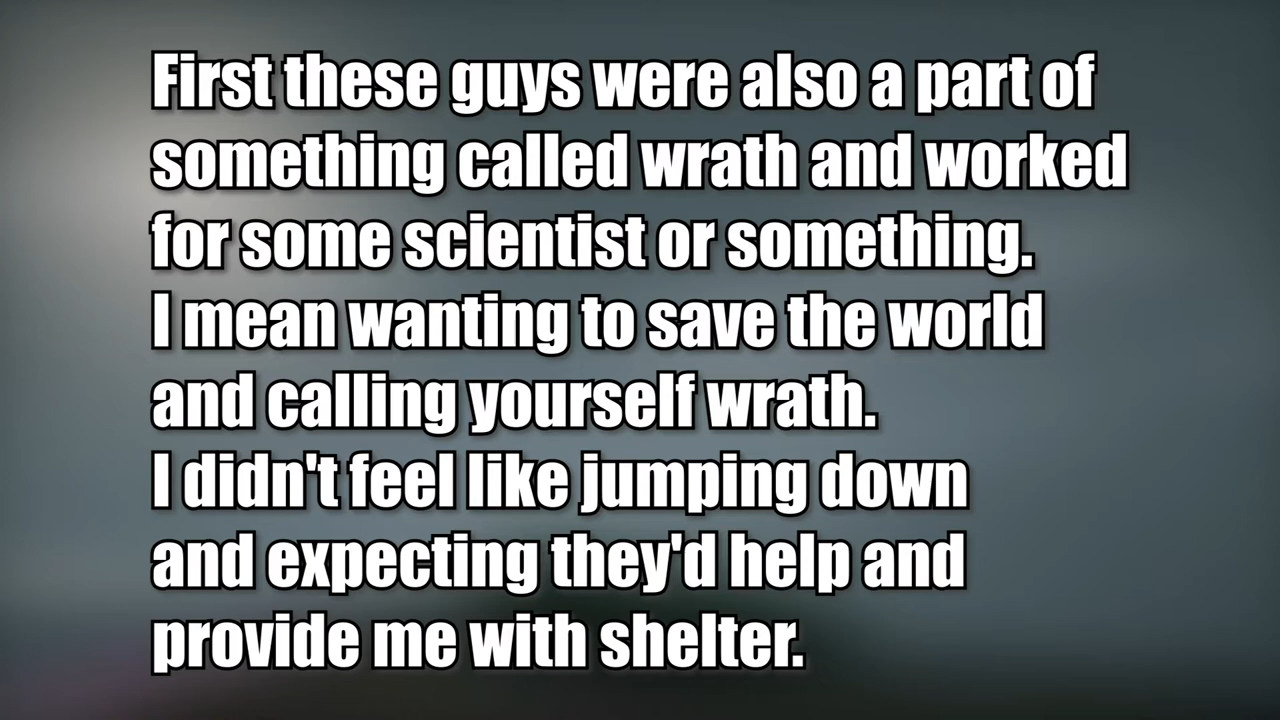 First these guys were also a part of
something called wrath and worked
for some scientist or something.
I mean wanting to save the world
and calling yourself wrath.
I didn't feel like jumping down
and expecting they'd help and
provide me with shelter.